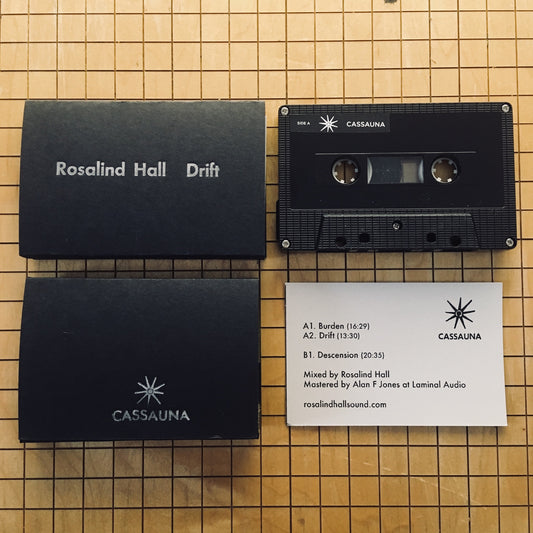 Rosalind Hall Drift
SIDE A CASSAUNA
CASSAUNA
CASSAUNA
A1. Burden (16:29)
A2. Drift (13:30)
B1. Descension (20:35)
Mixed by Rosalind Hall
Mastered by Alan F Jones at Laminal Audio
rosalindhallsound.com